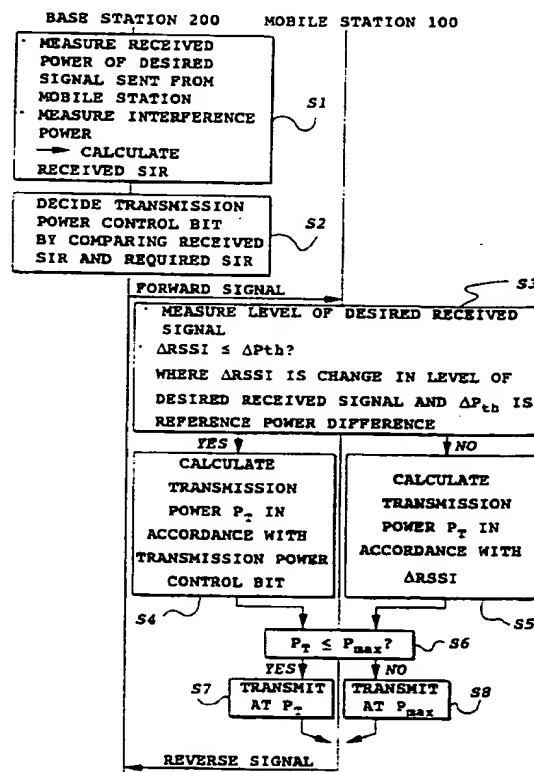 BASE STATION 200 MOBILE STATION 100
MEASURE RECEIVED
POWER OF DESIRED
SIGNAL SENT FROM
MOBILE STATION
MEASURE INTERFERENCE
POWER
→ CALCULATE
RECEIVED SIR
S1
DECIDE TRANSMISSION
POWER CONTROL BIT
BY COMPARING RECEIVED
SIR AND REQUIRED SIR
S2
FORWARD SIGNAL
S3
MEASURE LEVEL OF DESIRED RECEIVED
SIGNAL
ΔRSSI ≤ ΔPth?
WHERE ΔRSSI IS CHANGE IN LEVEL OF
DESIRED RECEIVED SIGNAL AND ΔPth IS
REFERENCE POWER DIFFERENCE
YES NO
CALCULATE
TRANSMISSION
POWER PT IN
ACCORDANCE WITH
TRANSMISSION POWER
CONTROL BIT
S4
CALCULATE
TRANSMISSION
POWER PT IN
ACCORDANCE WITH
ΔRSSI
S5
PT ≤ Pmax?
S6
YES NO
S7
TRANSMIT
AT PT
TRANSMIT
AT Pmax
S8
REVERSE SIGNAL